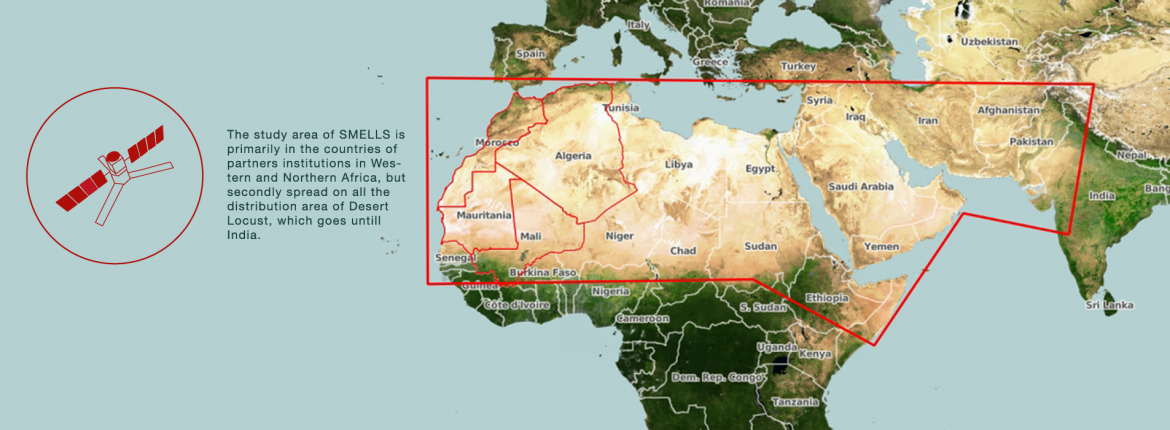 The study area of SMELLS is
primarily in the countries of
partners institutions in Wes-
tern and Northern Africa, but
secondly spread on all the
distribution area of Desert
Locust, which goes untill
India.
Romania
Italy
Uzbekistan
Spain
Greece
Turkey
Syria
Tunisia
Afghanistan
Iraq
Iran
Morocco
Pakistan
Algeria
Nepal
Libya
Egypt
Saudi Arabia
India
Bang
Mauritania
Mali
Niger
Chad
Sudan
Yemen
Senegal
Burkina Faso
Guinea
Nigeria
Ethiopia
Côte d'Ivoire
S. Sudan
Sri Lanka
Cameroon
Uganda
Kenya
Dem. Rep. Congo
Tanzania